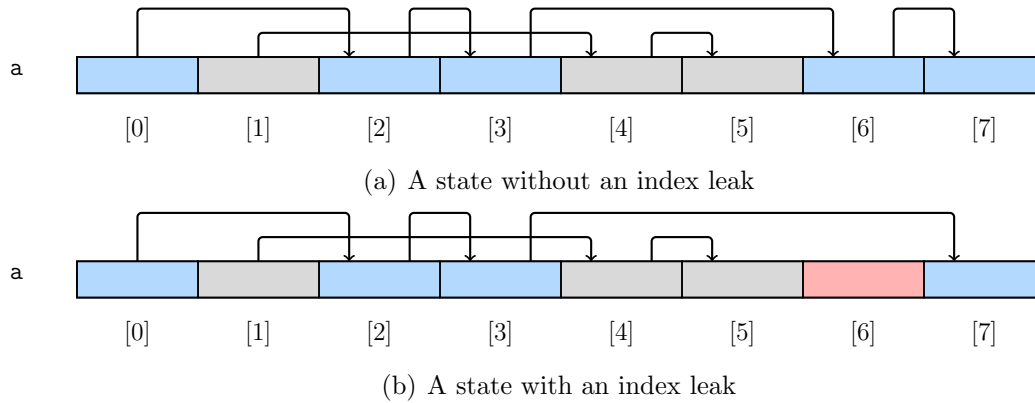 a
[0] [1] [2] [3] [4] [5] [6] [7]
(a) A state without an index leak
a
[0] [1] [2] [3] [4] [5] [6] [7]
(b) A state with an index leak